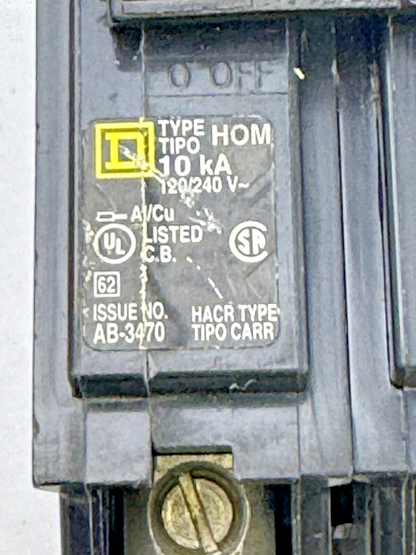 O OFF
D
TYPE HOM
TIPO
10 kA
120/240 V~
Al/Cu
UL LISTED SA
C.B.
62
ISSUE NO. HACR TYPE
AB-3470 TIPO CARR